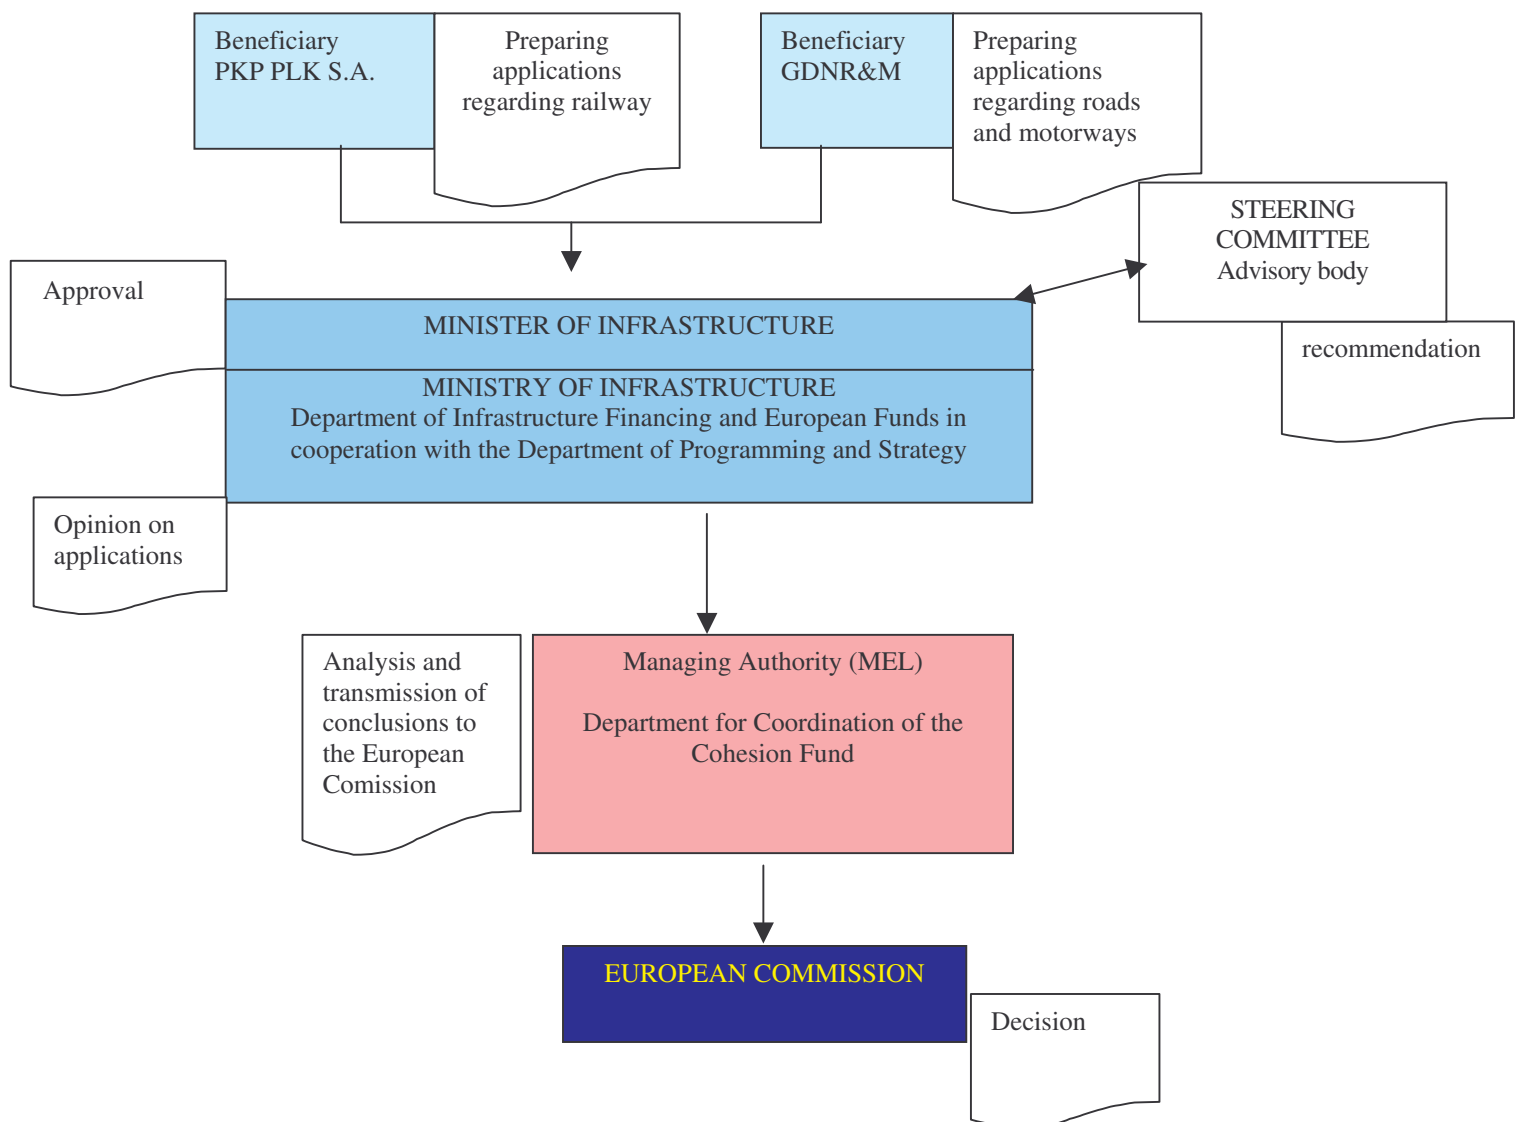 Beneficiary
PKP PLK S.A.
Preparing
applications
regarding railway
Beneficiary
GDNR&M
Preparing
applications
regarding roads
and motorways
STEERING
COMMITTEE
Advisory body
recommendation
Approval
MINISTER OF INFRASTRUCTURE
MINISTRY OF INFRASTRUCTURE
Department of Infrastructure Financing and European Funds in
cooperation with the Department of Programming and Strategy
Opinion on
applications
Analysis and
transmission of
conclusions to
the European
Comission
Managing Authority (MEL)
Department for Coordination of the
Cohesion Fund
EUROPEAN COMMISSION
Decision